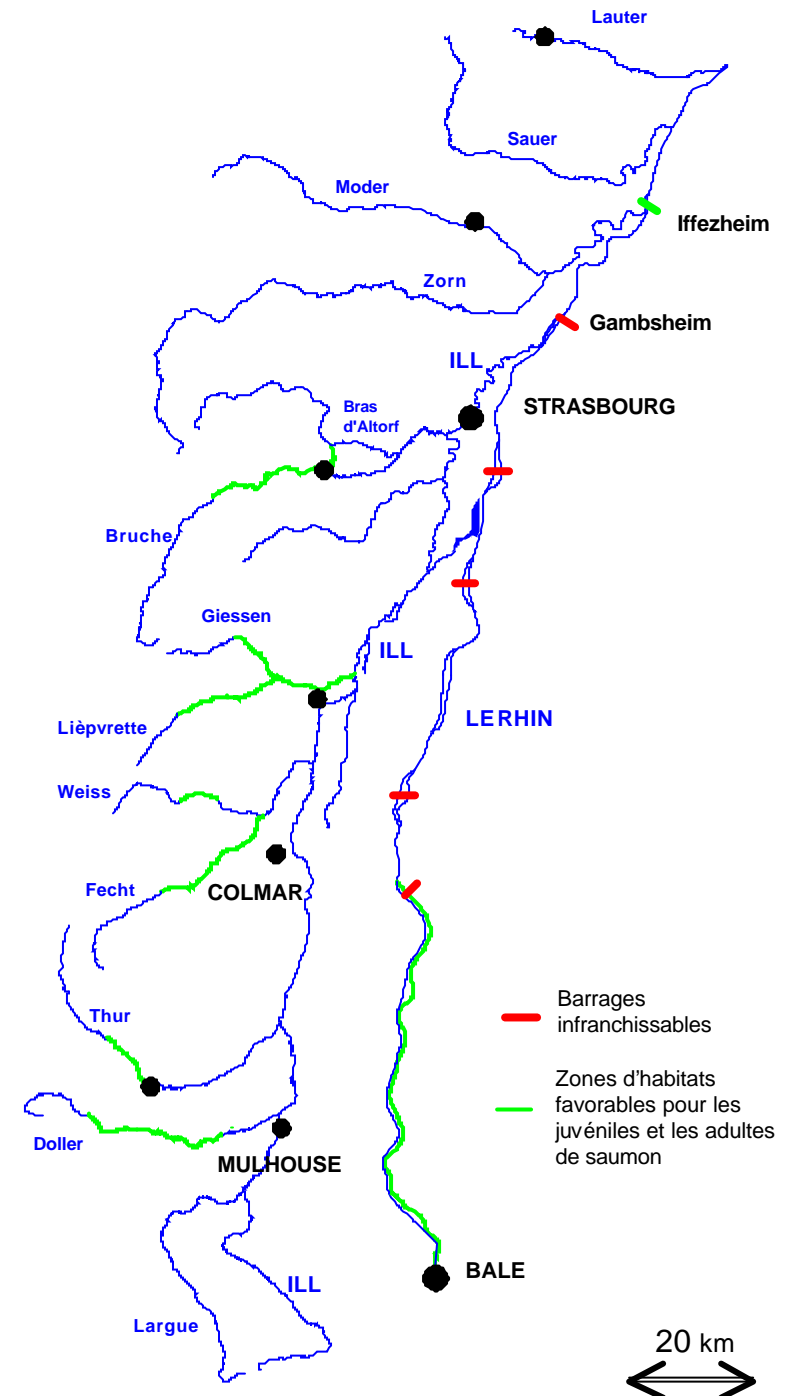 Lauter
Sauer
Moder
Iffezheim
Zorn
Gambsheim
ILL
STRASBOURG
Bras
d'Altorf
Bruche
Giessen
ILL
LERHIN
Lièpvrette
Weiss
Fecht
COLMAR
Barrages
infranchissables
Thur
Zones d'habitats
favorables pour les
juvéniles et les adultes
de saumon
Doller
MULHOUSE
BALE
ILL
Largue
20 km